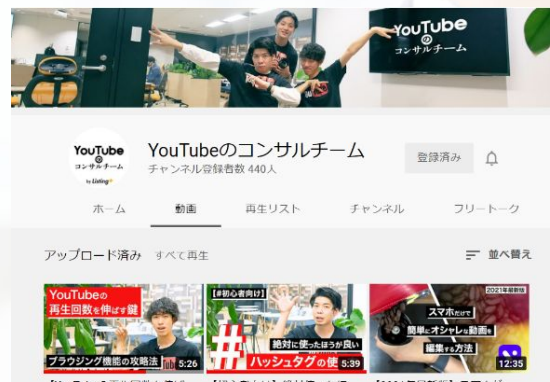 YouTube
の
コンサルチーム
YouTube
の
コンサルチーム
by Listing+
YouTubeのコンサルチーム
チャンネル登録者数 440人
登録済み
ホーム
動画
再生リスト
チャンネル
フリートーク
アップロード済み
すべて再生
並べ替え
YouTubeの
再生回数を伸ばす鍵
ブラウジング機能の攻略法
5:26
【#初心者向け】
#
絶対に使ったほうが良い
ハッシュタグの使
5:39
2021年最新版
スマホだけで
簡単にオシャレな動画を
編集する方法
12:35